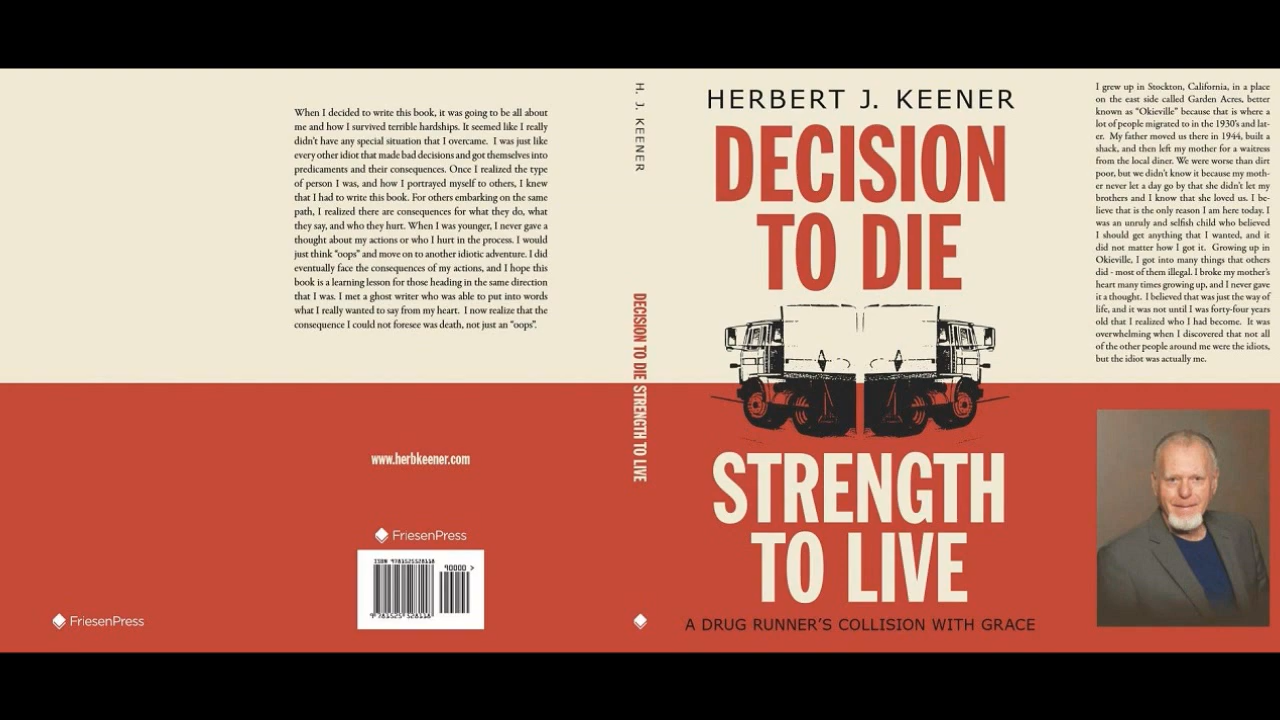 When I decided to write this book, it was going to be all about
me and how I survived terrible hardships. It seemed like I really
didn't have any special situation that I overcame. I was just like
every other idiot that made bad decisions and got themselves into
predicaments and their consequences. Once I realized the type
of person I was, and how I portrayed myself to others, I knew
that I had to write this book. For others embarking on the same
path, I realized there are consequences for what they do, what
they say, and who they hurt. When I was younger, I never gave a
thought about my actions or who I hurt in the process. I would
just think “oops” and move on to another idiotic adventure. I did
eventually face the consequences of my actions, and I hope this
book is a learning lesson for those heading in the same direction
that I was. I met a ghost writer who was able to put into words
what I really wanted to say from my heart. I now realize that the
consequence I could not foresee was death, not just an “oops”.
www.herbkeener.com
FriesenPress
ISBN 9781525528118
90000 >
9 781525 528118
FriesenPress
H. J. KEENER
DECISION TO DIE STRENGTH TO LIVE
HERBERT J. KEENER
DECISION
TO DIE
STRENGTH
TO LIVE
A DRUG RUNNER'S COLLISION WITH GRACE
I grew up in Stockton, California, in a place
on the east side called Garden Acres, better
known as “Okieville” because that is where a
lot of people migrated to in the 1930's and lat-
er. My father moved us there in 1944, built a
shack, and then left my mother for a waitress
from the local diner. We were worse than dirt
poor, but we didn't know it because my moth-
er never let a day go by that she didn't let my
brothers and I know that she loved us. I be-
lieve that is the only reason I am here today. I
was an unruly and selfish child who believed
I should get anything that I wanted, and it
did not matter how I got it. Growing up in
Okieville, I got into many things that others
did - most of them illegal. I broke my mother's
heart many times growing up, and I never gave
it a thought. I believed that was just the way of
life, and it was not until I was forty-four years
old that I realized who I had become. It was
overwhelming when I discovered that not all
of the other people around me were the idiots,
but the idiot was actually me.